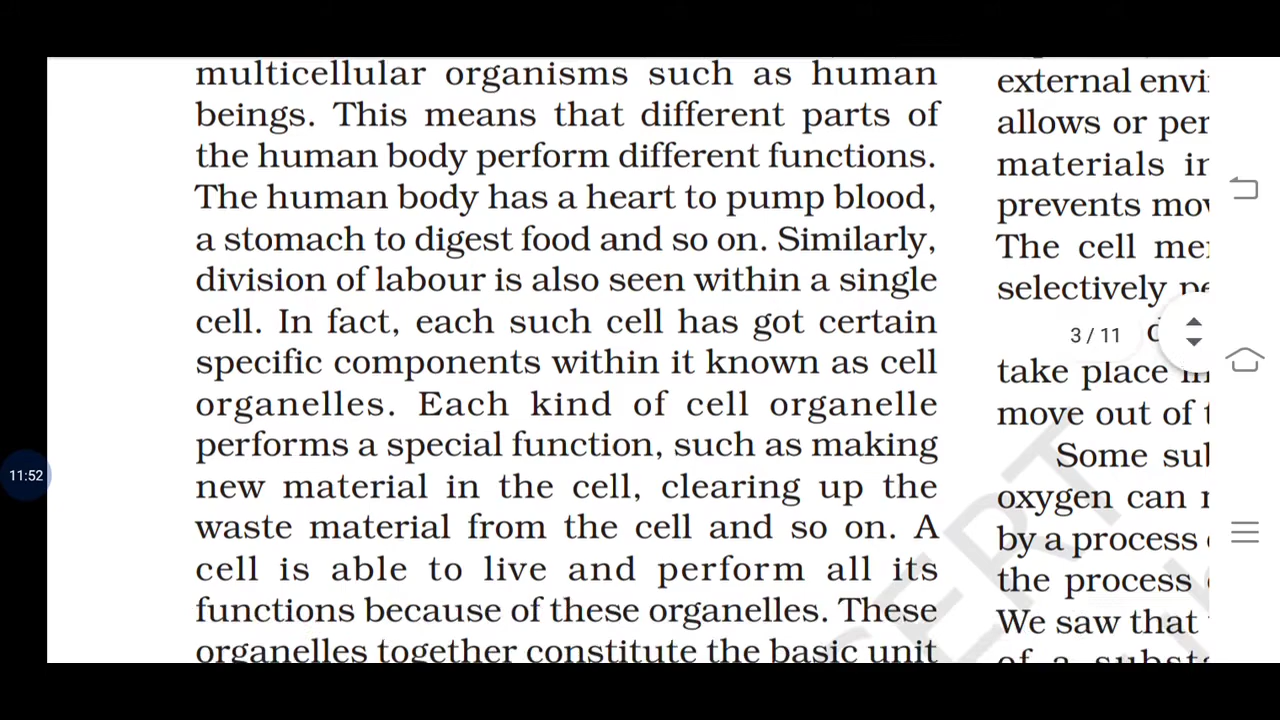 multicellular organisms such as human
beings. This means that different parts of
the human body perform different functions.
The human body has a heart to pump blood,
a stomach to digest food and so on. Similarly,
division of labour is also seen within a single
cell. In fact, each such cell has got certain
specific components within it known as cell
organelles. Each kind of cell organelle
performs a special function, such as making
new material in the cell, clearing up the
waste material from the cell and so on. A
cell is able to live and perform all its
functions because of these organelles. These
organelles together constitute the basic unit
external
allows or
materials
prevents
The cell
selectively
3 / 11
take place
move out of
Some
oxygen can
by a process
the process
We saw that
of a
11:52